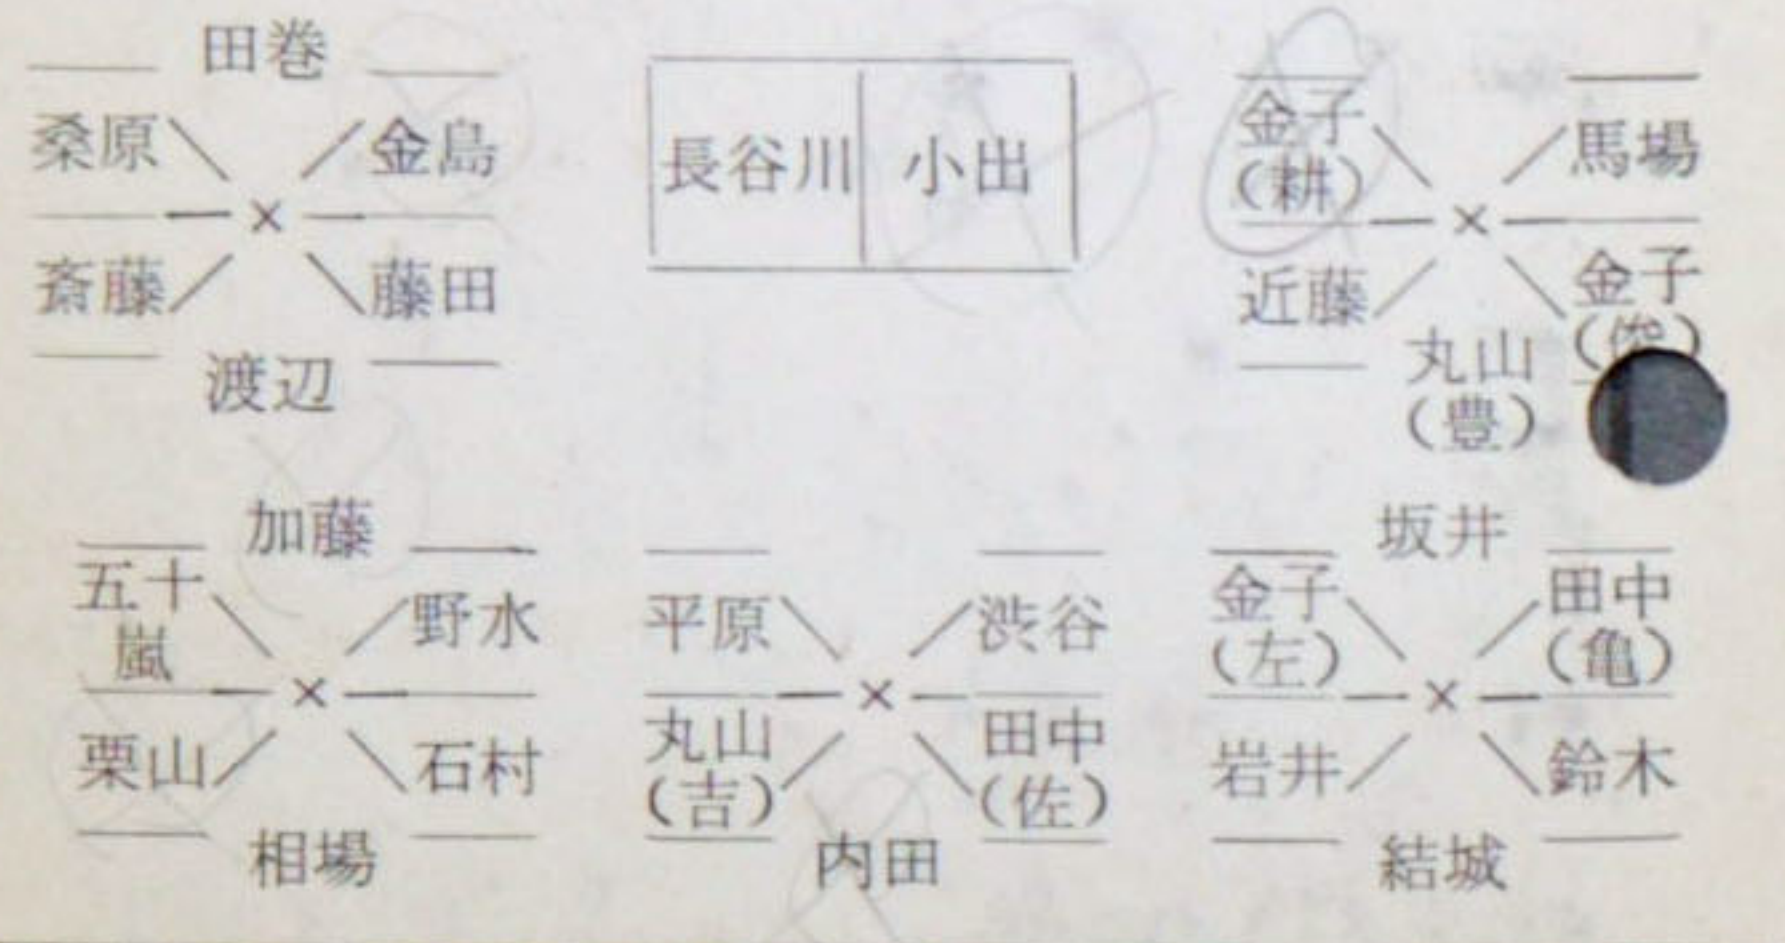 田巻
桑原 × 金島
斎藤 藤田
渡辺
長谷川 小出
金子
(耕) × 馬場
近藤 金子
(俊)
丸山
(豊)
加藤
五十
嵐 × 野水
栗山 石村
相場
平原 × 渋谷
丸山
(吉) 田中
(佐)
内田
坂井
金子
(左) × 田中
(亀)
岩井 鈴木
結城